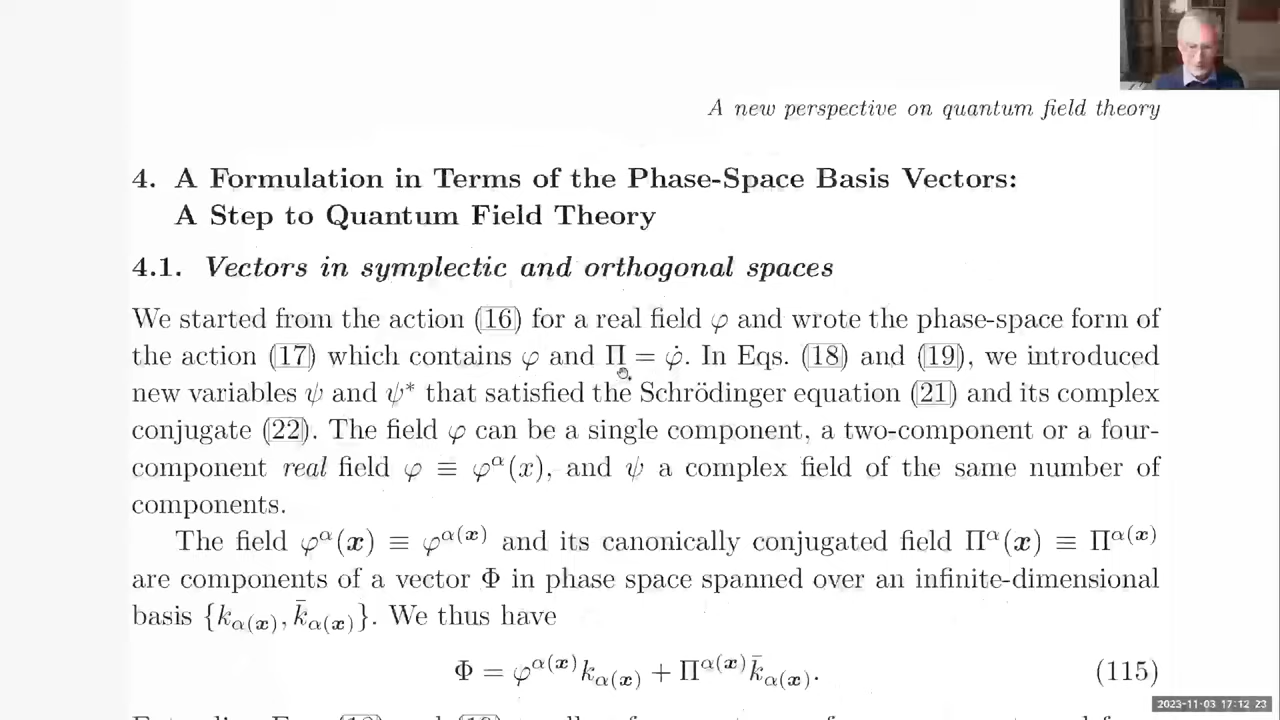 A new perspective on quantum field theory
4. A Formulation in Terms of the Phase-Space Basis Vectors:
A Step to Quantum Field Theory
4.1. Vectors in symplectic and orthogonal spaces
We started from the action (16) for a real field φ and wrote the phase-space form of
the action (17) which contains φ and Π = φ̇. In Eqs. (18) and (19), we introduced
new variables ψ and ψ* that satisfied the Schrödinger equation (21) and its complex
conjugate (22). The field φ can be a single component, a two-component or a four-
component real field φ ≡ φ^α(x), and ψ a complex field of the same number of
components.
The field φ^α(x) ≡ φ^{α(x)} and its canonically conjugated field Π^α(x) ≡ Π^{α(x)}
are components of a vector Φ in phase space spanned over an infinite-dimensional
basis {k_{α(x)}, k̄_{α(x)}}. We thus have
Φ = φ^{α(x)}k_{α(x)} + Π^{α(x)}k̄_{α(x)}. (115)
2023-11-03 17:12:23